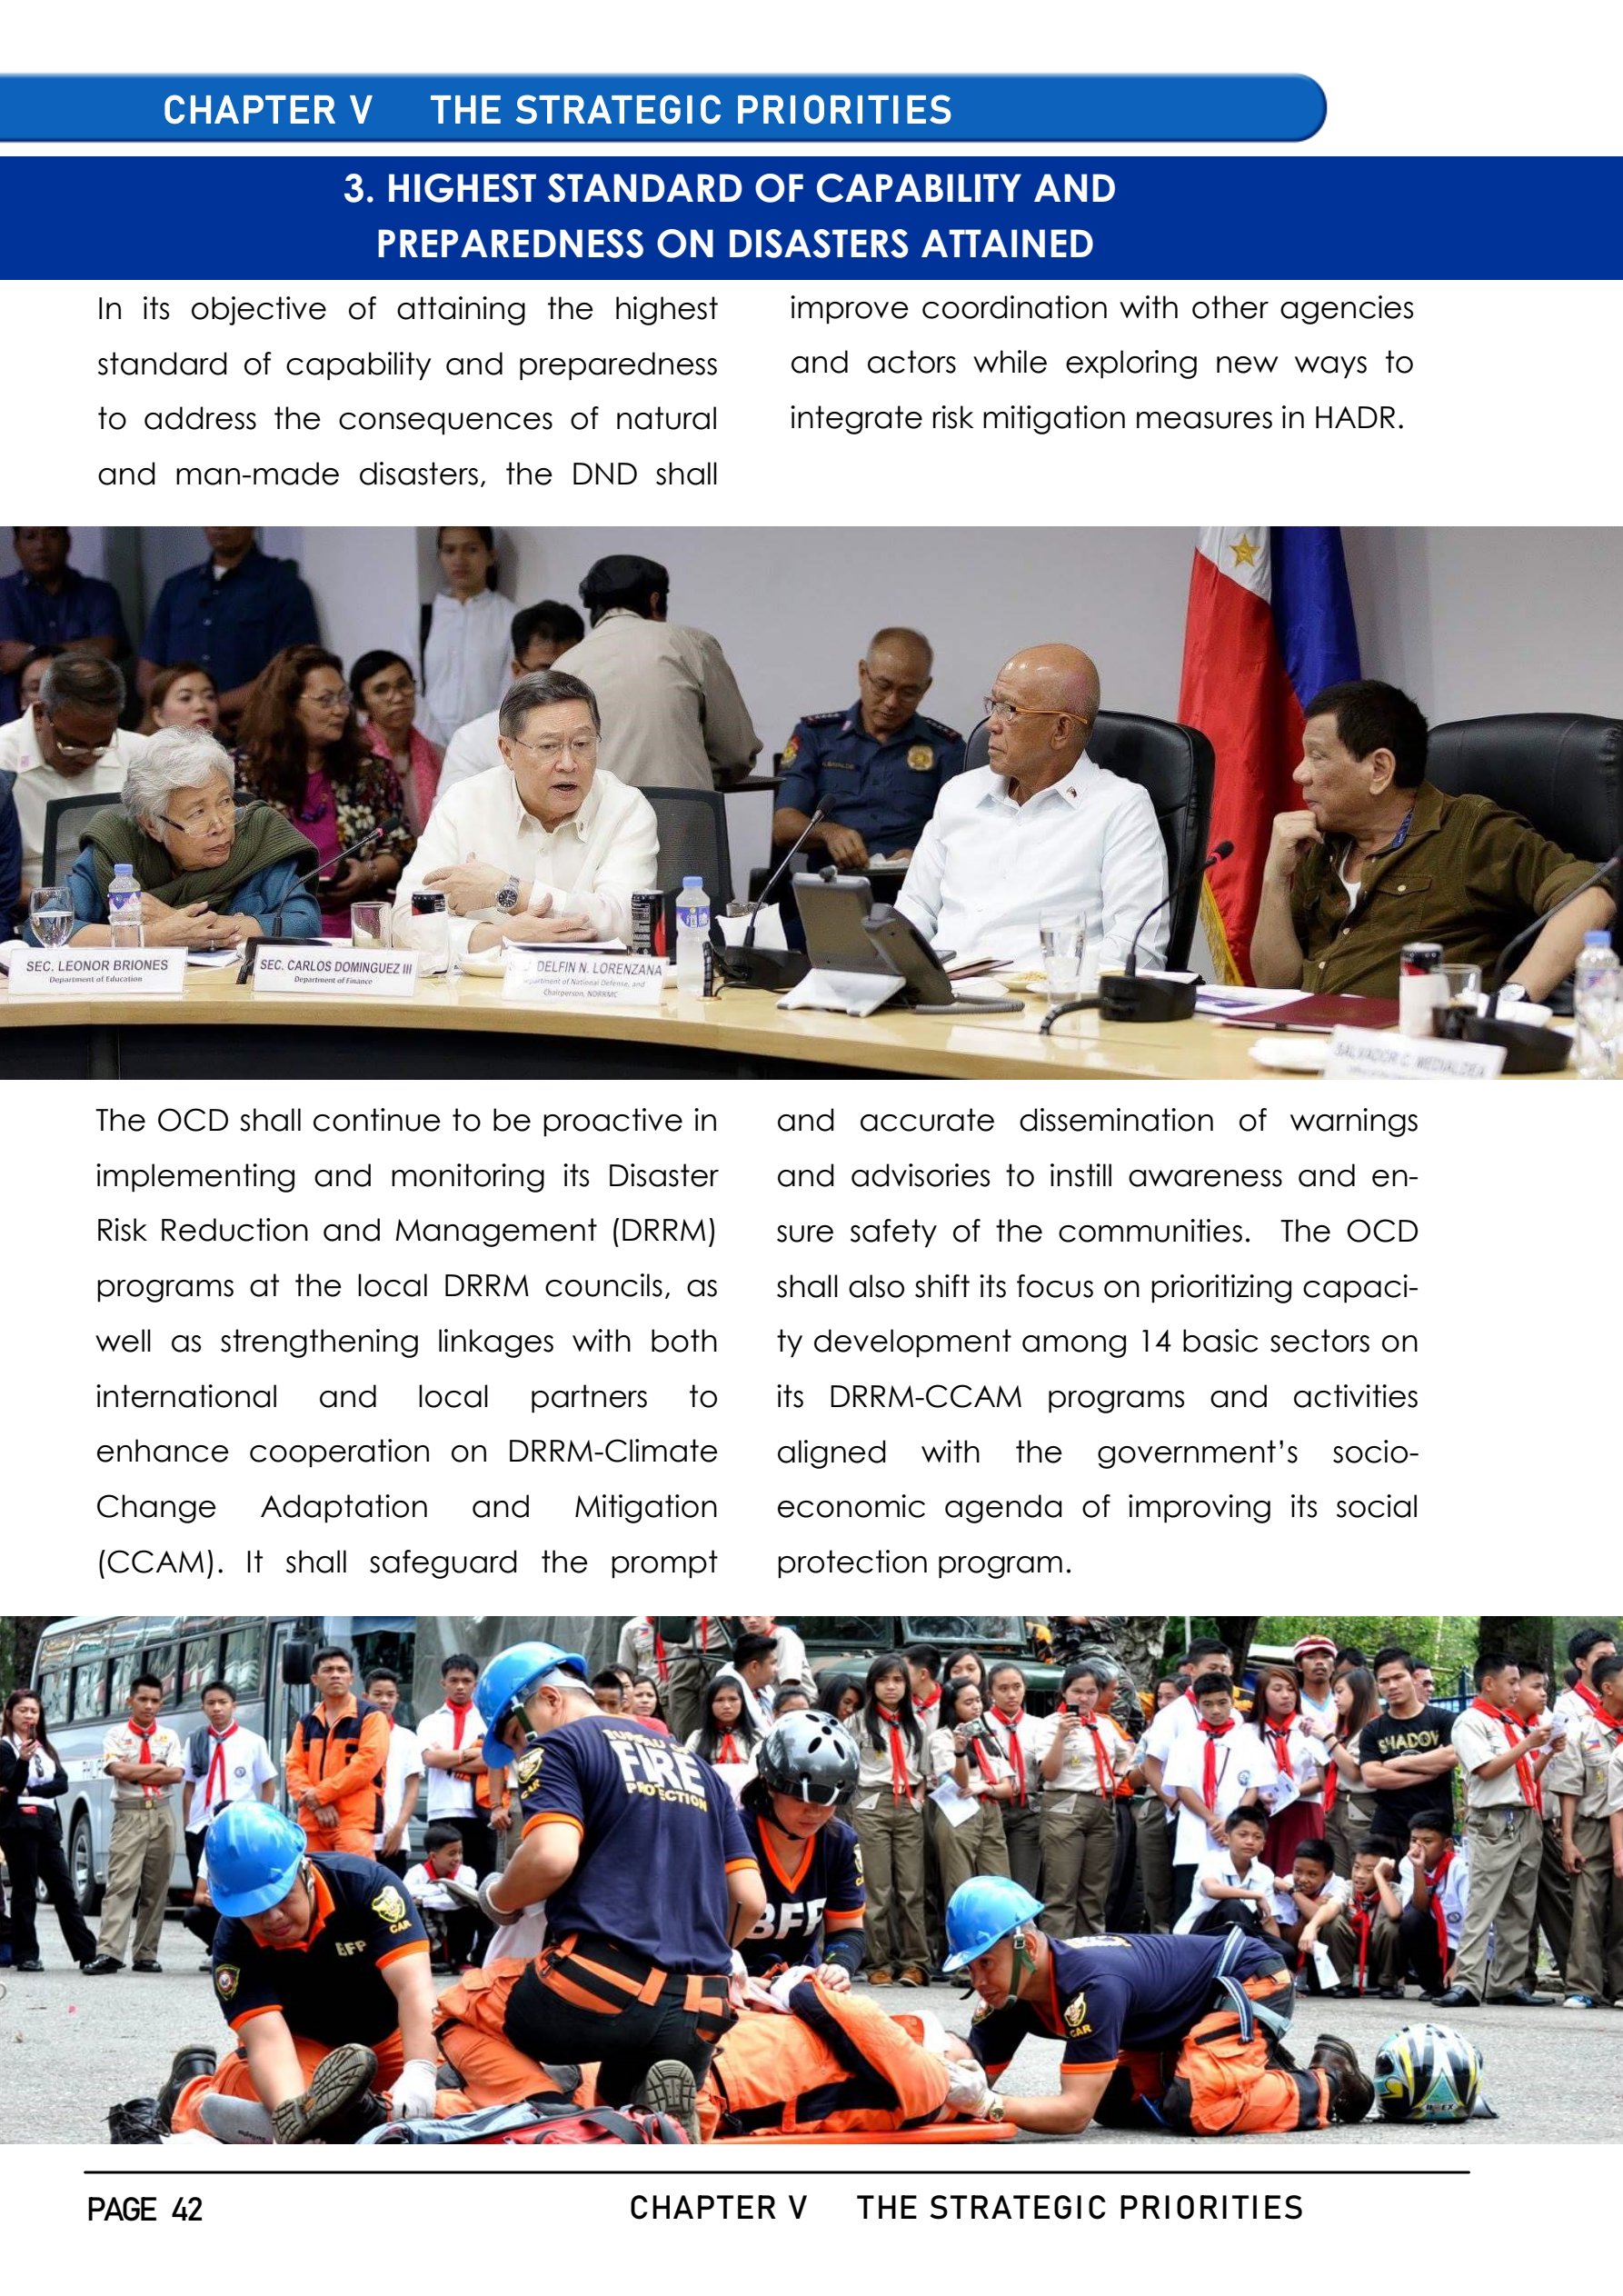 CHAPTER V THE STRATEGIC PRIORITIES
3. HIGHEST STANDARD OF CAPABILITY AND
PREPAREDNESS ON DISASTERS ATTAINED
In its objective of attaining the highest
standard of capability and preparedness
to address the consequences of natural
and man-made disasters, the DND shall
improve coordination with other agencies
and actors while exploring new ways to
integrate risk mitigation measures in HADR.
SEC. LEONOR BRIONES
Department of Education
SEC. CARLOS DOMINGUEZ III
Department of Finance
DELFIN N. LORENZANA
Department of National Defense, and
Chairperson, NDRRMC
SALVADOR C. MEDIALDEA
The OCD shall continue to be proactive in
implementing and monitoring its Disaster
Risk Reduction and Management (DRRM)
programs at the local DRRM councils, as
well as strengthening linkages with both
international and local partners to
enhance cooperation on DRRM-Climate
Change Adaptation and Mitigation
(CCAM). It shall safeguard the prompt
and accurate dissemination of warnings
and advisories to instill awareness and en-
sure safety of the communities. The OCD
shall also shift its focus on prioritizing capaci-
ty development among 14 basic sectors on
its DRRM-CCAM programs and activities
aligned with the government's socio-
economic agenda of improving its social
protection program.
BUREAU OF
FIRE
PROTECTION
CAR
SHADOW
BFP
CAR
BFP
CAR
PAGE 42
CHAPTER V THE STRATEGIC PRIORITIES